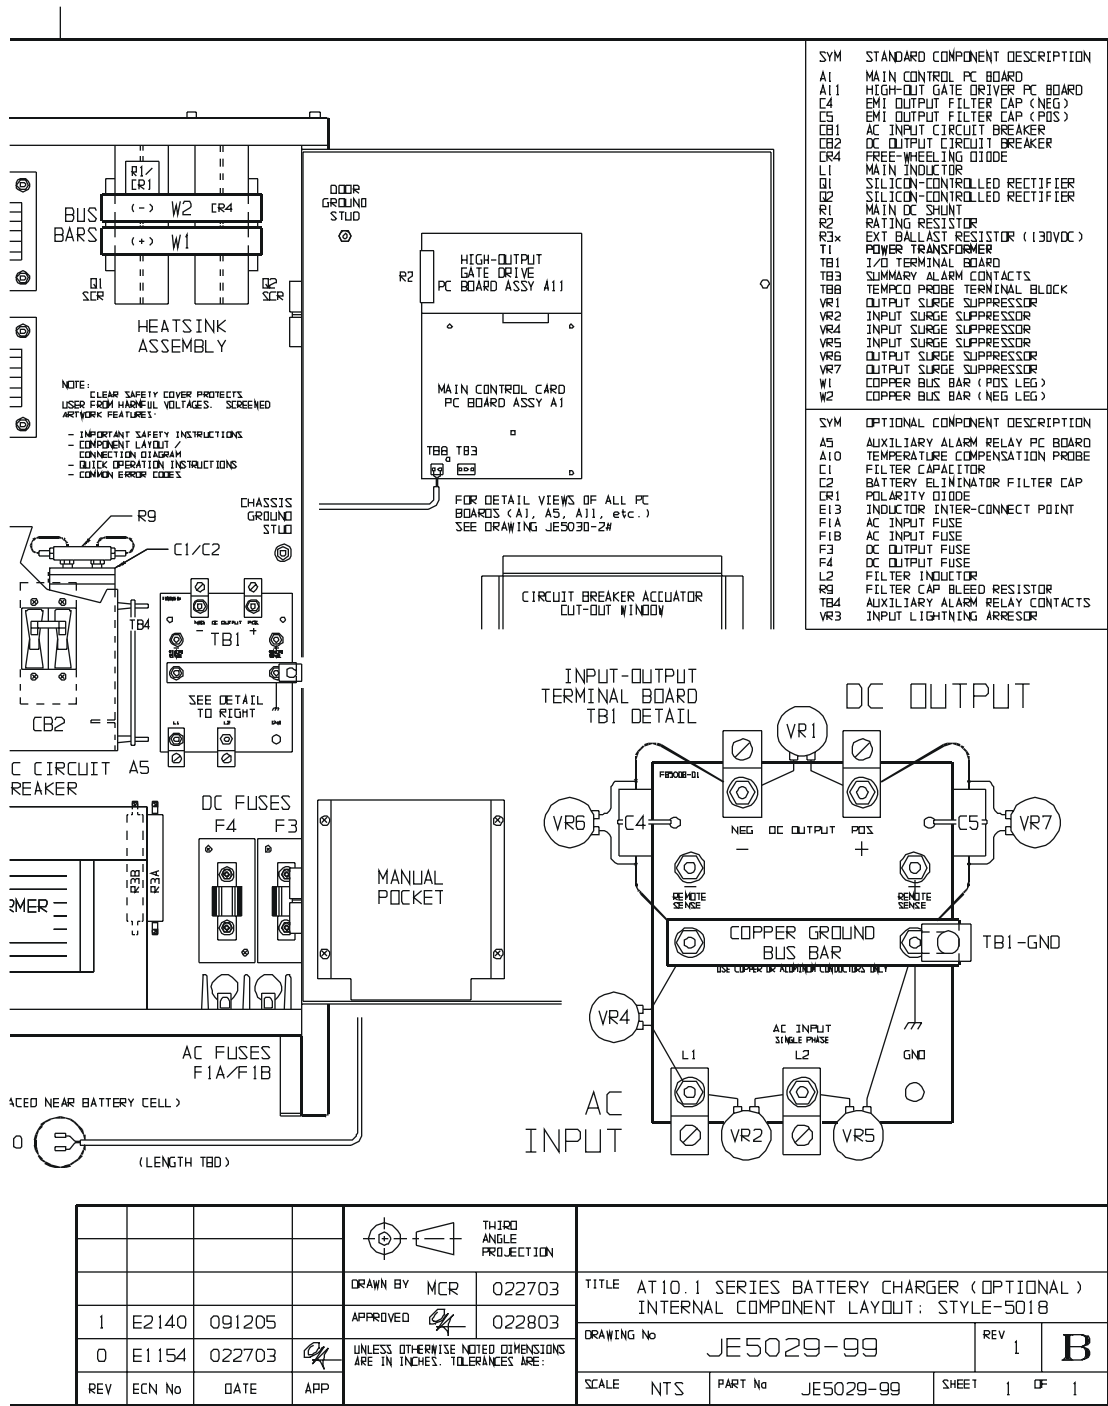 SYM STANDARD COMPONENT DESCRIPTION
A1 MAIN CONTROL PC BOARD
A11 HIGH-OUT GATE DRIVER PC BOARD
C4 EMI OUTPUT FILTER CAP (NEG)
C5 EMI OUTPUT FILTER CAP (POS)
CB1 AC INPUT CIRCUIT BREAKER
CB2 DC OUTPUT CIRCUIT BREAKER
CR4 FREE-WHEELING DIODE
L1 MAIN INDUCTOR
Q1 SILICON-CONTROLLED RECTIFIER
Q2 SILICON-CONTROLLED RECTIFIER
R1 MAIN DC SHUNT
R2 RATING RESISTOR
R3x EXT BALLAST RESISTOR (130VDC)
T1 POWER TRANSFORMER
TB1 I/O TERMINAL BOARD
TB3 SUMMARY ALARM CONTACTS
TB8 TEMPCO PROBE TERMINAL BLOCK
VR1 OUTPUT SURGE SUPPRESSOR
VR2 INPUT SURGE SUPPRESSOR
VR4 INPUT SURGE SUPPRESSOR
VR5 INPUT SURGE SUPPRESSOR
VR6 OUTPUT SURGE SUPPRESSOR
VR7 OUTPUT SURGE SUPPRESSOR
W1 COPPER BUS BAR (POS LEG)
W2 COPPER BUS BAR (NEG LEG)
SYM OPTIONAL COMPONENT DESCRIPTION
A5 AUXILIARY ALARM RELAY PC BOARD
A10 TEMPERATURE COMPENSATION PROBE
C1 FILTER CAPACITOR
C2 BATTERY ELIMINATOR FILTER CAP
CR1 POLARITY DIODE
E13 INDUCTOR INTER-CONNECT POINT
F1A AC INPUT FUSE
F1B AC INPUT FUSE
F3 DC OUTPUT FUSE
F4 DC OUTPUT FUSE
L2 FILTER INDUCTOR
R9 FILTER CAP BLEED RESISTOR
TB4 AUXILIARY ALARM RELAY CONTACTS
VR3 INPUT LIGHTNING ARRESOR
R1/
CR1
BUS
BARS
(-) W2 CR4
(+) W1
Q1
SCR
Q2
SCR
HEATSINK
ASSEMBLY
DOOR
GROUND
STUD
R2
HIGH-OUTPUT
GATE DRIVE
PC BOARD ASSY A11
MAIN CONTROL CARD
PC BOARD ASSY A1
TB8 TB3
NOTE:
CLEAR SAFETY COVER PROTECTS
USER FROM HARMFUL VOLTAGES. SCREENED
ARTWORK FEATURES:
- IMPORTANT SAFETY INSTRUCTIONS
- COMPONENT LAYOUT /
CONNECTION DIAGRAM
- QUICK OPERATION INSTRUCTIONS
- COMMON ERROR CODES
FOR DETAIL VIEWS OF ALL PC
BOARDS (A1, A5, A11, etc.)
SEE DRAWING JE5030-2#
CHASSIS
GROUND
STUD
R9
C1/C2
CIRCUIT BREAKER ACCUATOR
CUT-OUT WINDOW
TB4
NEG DC OUTPUT POS
- +
TB1
SEE DETAIL
TO RIGHT
L1 L2 GND
CB2
C CIRCUIT
REAKER
A5
DC FUSES
F4 F3
R3B
R3A
RMER
MANUAL
POCKET
AC FUSES
F1A/F1B
ACED NEAR BATTERY CELL)
0
(LENGTH TBD)
INPUT-OUTPUT
TERMINAL BOARD
TB1 DETAIL
DC OUTPUT
VR1
FB5008-01
VR6
C4
C5
VR7
NEG DC OUTPUT POS
- +
-
REMOTE
SENSE
+
REMOTE
SENSE
COPPER GROUND
BUS BAR
TB1-GND
USE COPPER OR ALUMINUM CONDUCTORS ONLY
VR4
AC INPUT
SINGLE PHASE
L1 L2 GND
AC
INPUT
VR2
VR5
THIRD
ANGLE
PROJECTION
DRAWN BY MCR 022703
APPROVED 022803
UNLESS OTHERWISE NOTED DIMENSIONS
ARE IN INCHES. TOLERANCES ARE:
1 E2140 091205
0 E1154 022703
REV ECN No DATE APP
TITLE AT10.1 SERIES BATTERY CHARGER (OPTIONAL)
INTERNAL COMPONENT LAYOUT: STYLE-5018
DRAWING No JE5029-99
REV 1
B
SCALE NTS
PART No JE5029-99
SHEET 1 OF 1